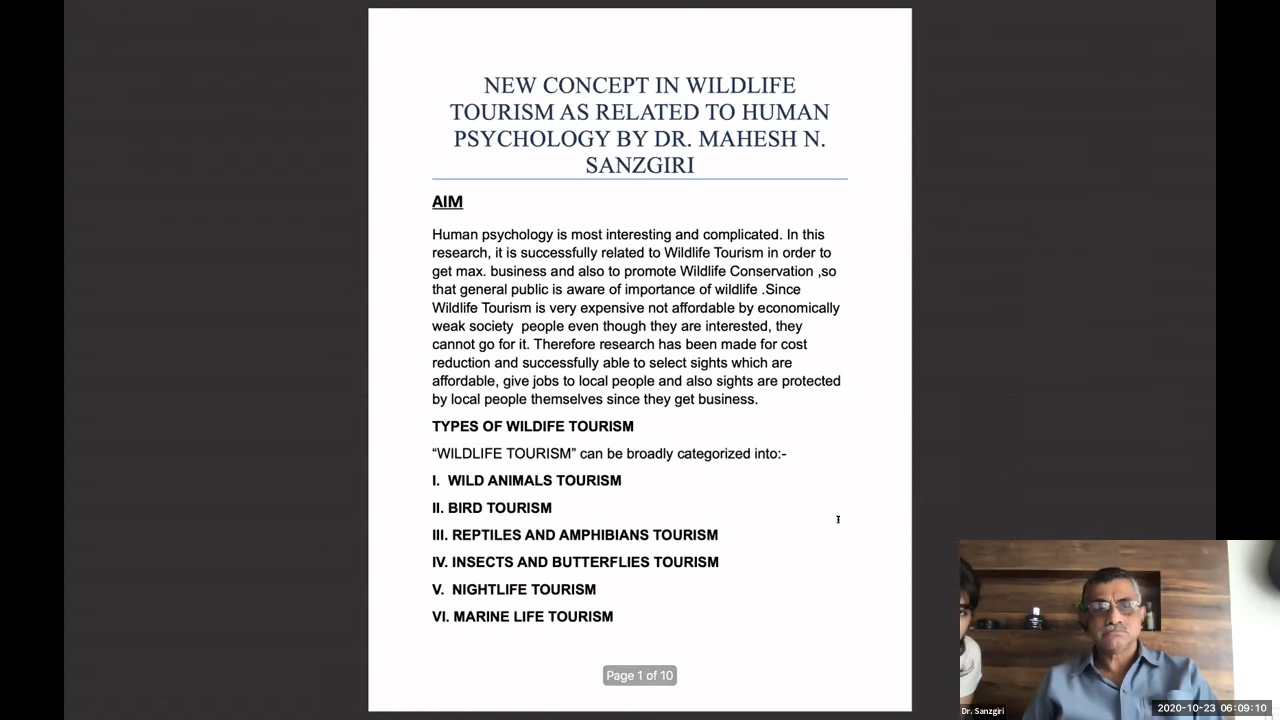 NEW CONCEPT IN WILDLIFE
TOURISM AS RELATED TO HUMAN
PSYCHOLOGY BY DR. MAHESH N.
SANZGIRI
AIM
Human psychology is most interesting and complicated. In this
research, it is successfully related to Wildlife Tourism in order to
get max. business and also to promote Wildlife Conservation ,so
that general public is aware of importance of wildlife .Since
Wildlife Tourism is very expensive not affordable by economically
weak society  people even though they are interested, they
cannot go for it. Therefore research has been made for cost
reduction and successfully able to select sights which are
affordable, give jobs to local people and also sights are protected
by local people themselves since they get business.
TYPES OF WILDIFE TOURISM
“WILDLIFE TOURISM” can be broadly categorized into:-
I.  WILD ANIMALS TOURISM
II. BIRD TOURISM
III. REPTILES AND AMPHIBIANS TOURISM
IV. INSECTS AND BUTTERFLIES TOURISM
V.  NIGHTLIFE TOURISM
VI. MARINE LIFE TOURISM
Page 1 of 10
Dr. Sanzgiri
2020-10-23 06:09:10